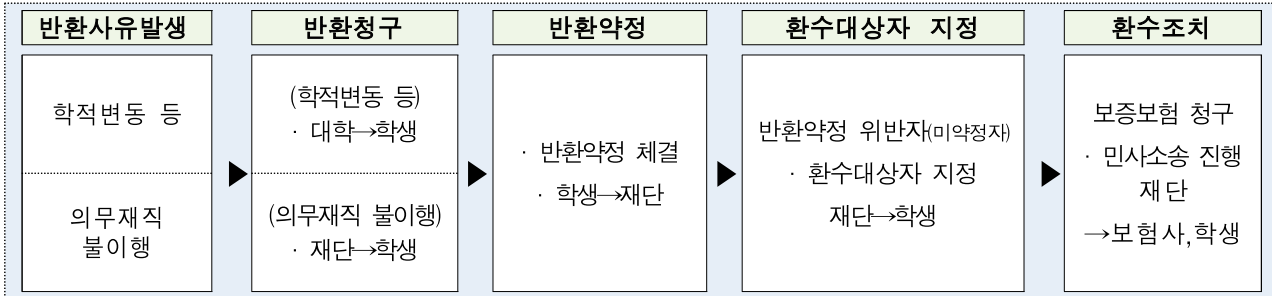 반환사유발생
학적변동 등
의무재직
불이행
▶
반환청구
(학적변동 등)
· 대학→학생
(의무재직 불이행)
· 재단→학생
▶
반환약정
· 반환약정 체결
· 학생→재단
▶
환수대상자 지정
반환약정 위반자(미약정자)
· 환수대상자 지정
재단→학생
▶
환수조치
보증보험 청구
· 민사소송 진행
재단
→보험사,학생